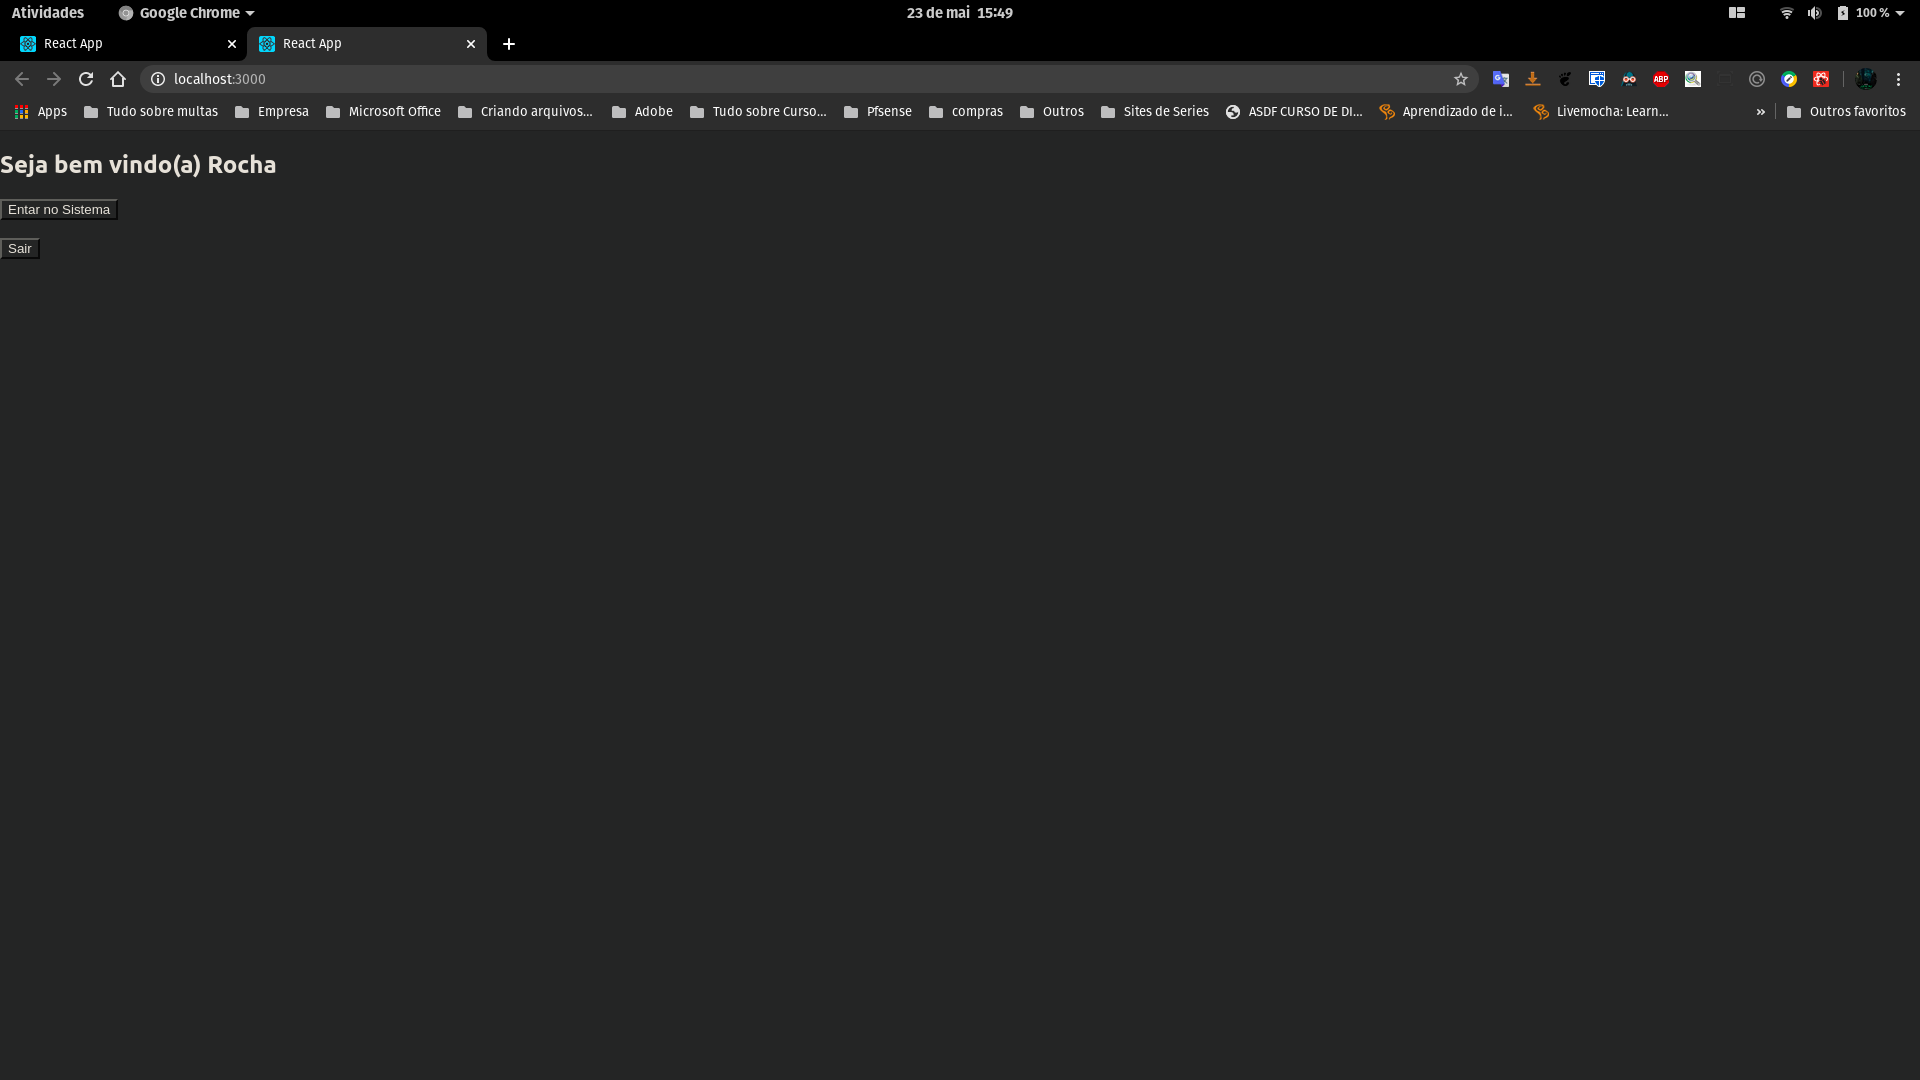 Atividades Google Chrome 23 de mai 15:49 100 %
React App React App
localhost:3000
Apps Tudo sobre multas Empresa Microsoft Office Criando arquivos... Adobe Tudo sobre Curso... Pfsense compras Outros Sites de Series ASDF CURSO DE DI... Aprendizado de i... Livemocha: Learn... » Outros favoritos
Seja bem vindo(a) Rocha
Entar no Sistema
Sair